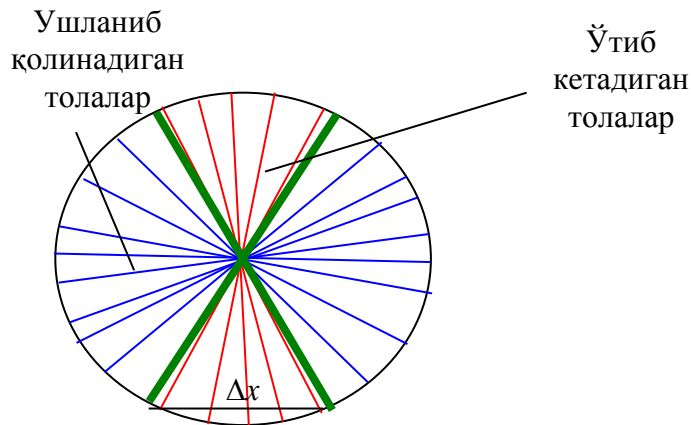 Ушланиб
қолинадиган
толалар
Ўтиб
кетадиган
толалар
Δx